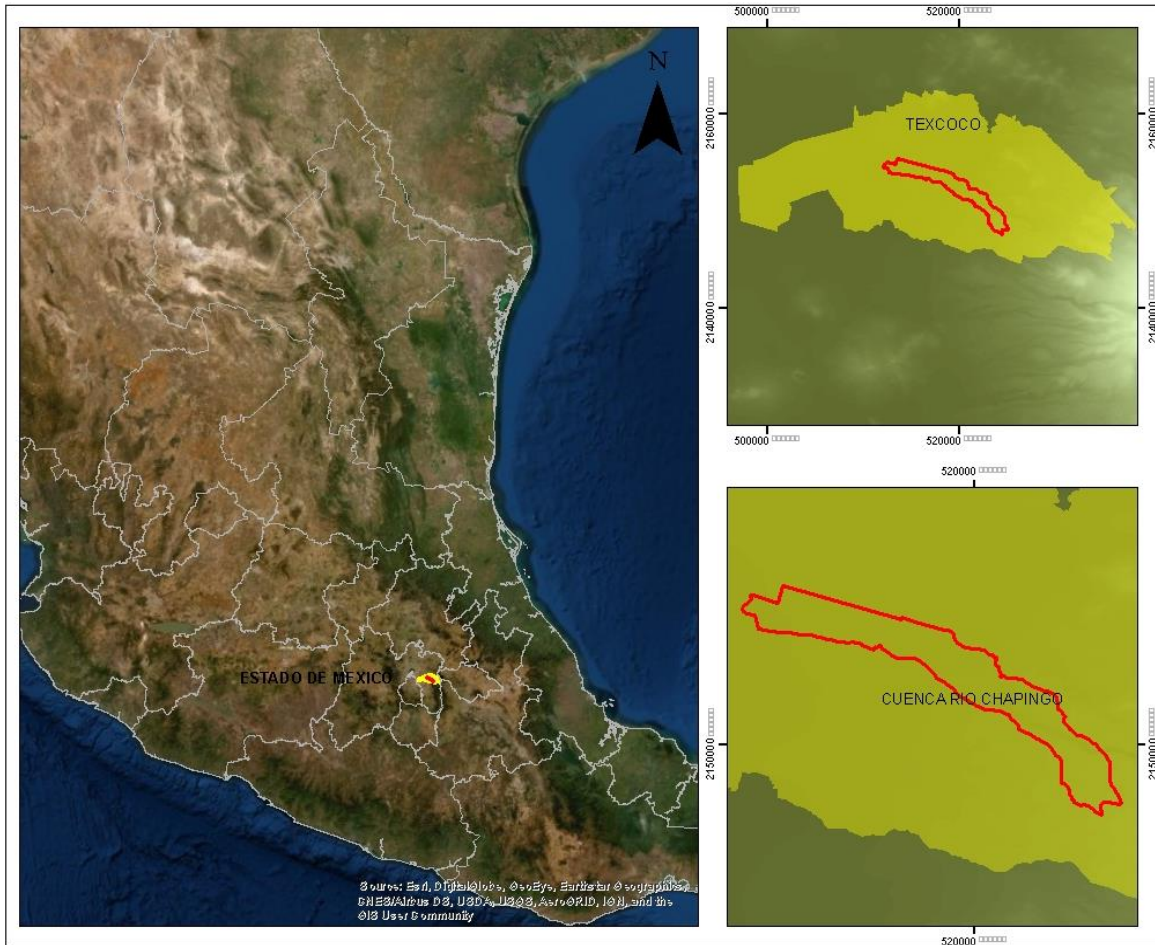 N
ESTADO DE MEXICO
Source: Esri, DigitalGlobe, GeoEye, Earthstar Geographics,
CNES/Airbus DS, USDA, USGS, AeroGRID, IGN, and the
GIS User Community
500000
520000
2160000
2160000
TEXCOCO
2140000
2140000
500000
520000
520000
CUENCA RIO CHAPINGO
2150000
2150000
520000